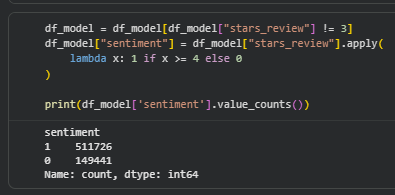 df_model = df_model[df_model["stars_review"] != 3]
df_model["sentiment"] = df_model["stars_review"].apply(
    lambda x: 1 if x >= 4 else 0
)

print(df_model['sentiment'].value_counts())
sentiment
1    511726
0    149441
Name: count, dtype: int64